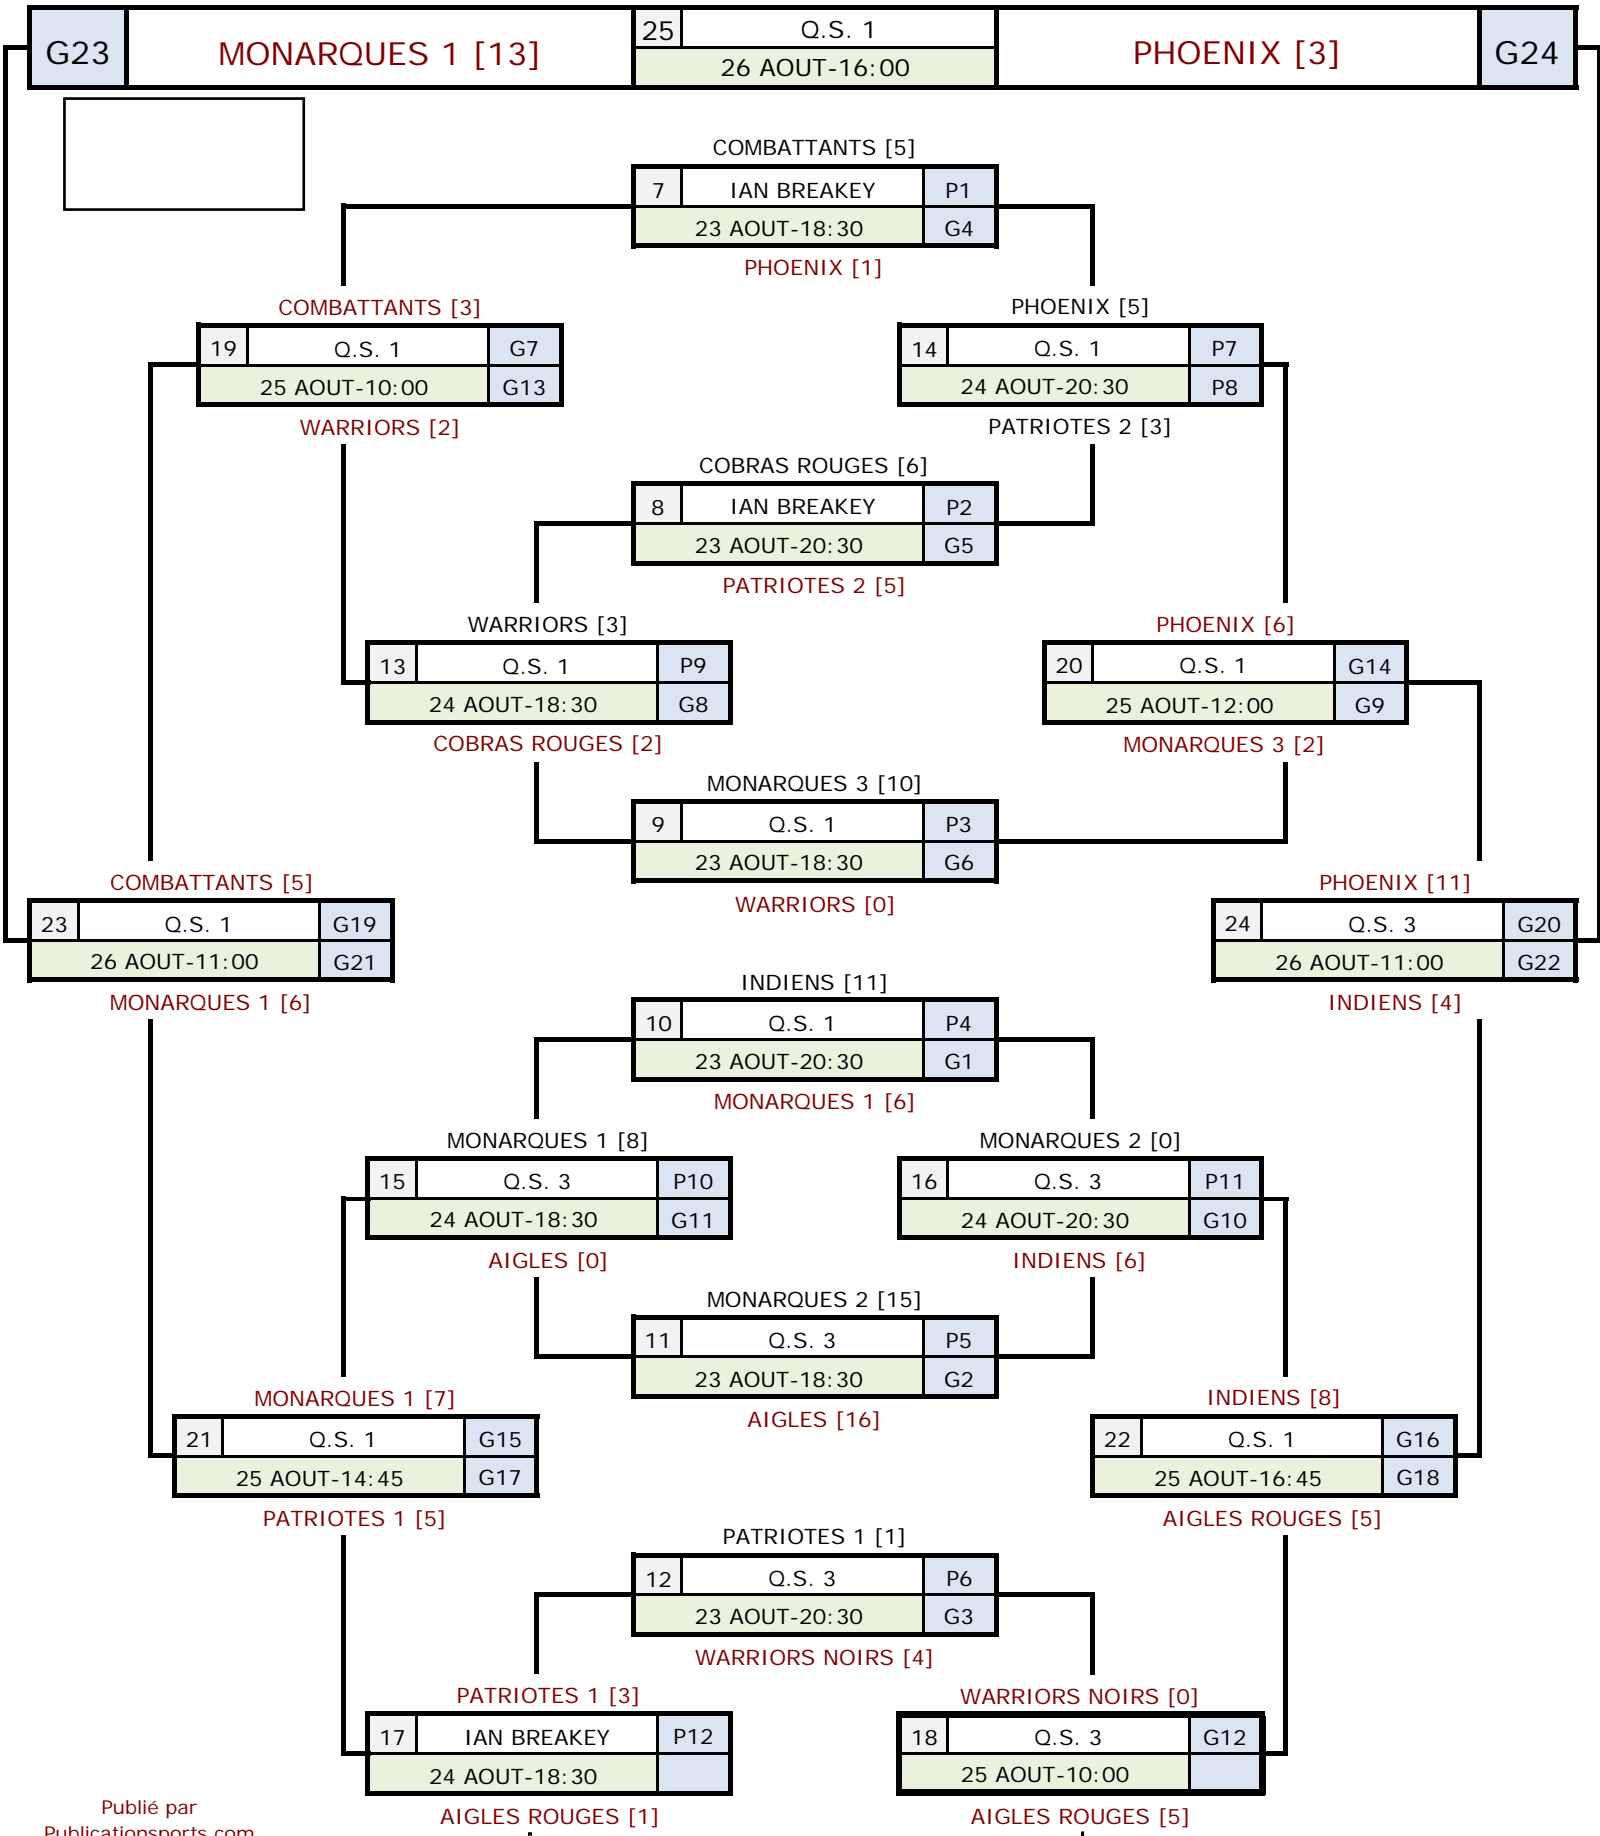 G23 MONARQUES 1 [13] 25 Q.S. 1 PHOENIX [3] G24
26 AOUT-16:00
COMBATTANTS [5]
7 IAN BREAKEY P1
23 AOUT-18:30 G4
PHOENIX [1]
COMBATTANTS [3]
19 Q.S. 1 G7
25 AOUT-10:00 G13
WARRIORS [2]
PHOENIX [5]
14 Q.S. 1 P7
24 AOUT-20:30 P8
PATRIOTES 2 [3]
COBRAS ROUGES [6]
8 IAN BREAKEY P2
23 AOUT-20:30 G5
PATRIOTES 2 [5]
WARRIORS [3]
13 Q.S. 1 P9
24 AOUT-18:30 G8
COBRAS ROUGES [2]
PHOENIX [6]
20 Q.S. 1 G14
25 AOUT-12:00 G9
MONARQUES 3 [2]
MONARQUES 3 [10]
9 Q.S. 1 P3
23 AOUT-18:30 G6
WARRIORS [0]
COMBATTANTS [5]
23 Q.S. 1 G19
26 AOUT-11:00 G21
MONARQUES 1 [6]
PHOENIX [11]
24 Q.S. 3 G20
26 AOUT-11:00 G22
INDIENS [4]
INDIENS [11]
10 Q.S. 1 P4
23 AOUT-20:30 G1
MONARQUES 1 [6]
MONARQUES 1 [8]
15 Q.S. 3 P10
24 AOUT-18:30 G11
AIGLES [0]
MONARQUES 2 [0]
16 Q.S. 3 P11
24 AOUT-20:30 G10
INDIENS [6]
MONARQUES 2 [15]
11 Q.S. 3 P5
23 AOUT-18:30 G2
AIGLES [16]
MONARQUES 1 [7]
21 Q.S. 1 G15
25 AOUT-14:45 G17
PATRIOTES 1 [5]
INDIENS [8]
22 Q.S. 1 G16
25 AOUT-16:45 G18
AIGLES ROUGES [5]
PATRIOTES 1 [1]
12 Q.S. 3 P6
23 AOUT-20:30 G3
WARRIORS NOIRS [4]
PATRIOTES 1 [3]
17 IAN BREAKEY P12
24 AOUT-18:30
AIGLES ROUGES [1]
WARRIORS NOIRS [0]
18 Q.S. 3 G12
25 AOUT-10:00
AIGLES ROUGES [5]
Publié par
Publicationsports.com